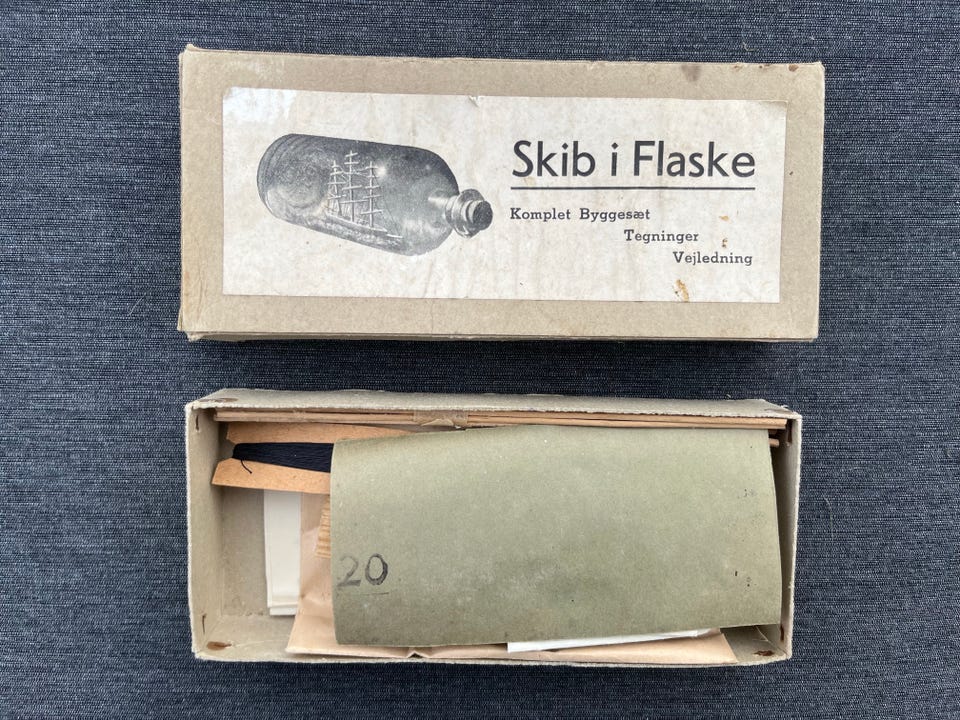 Skib i Flaske
Komplet Byggesæt
Tegninger
Vejledning
20